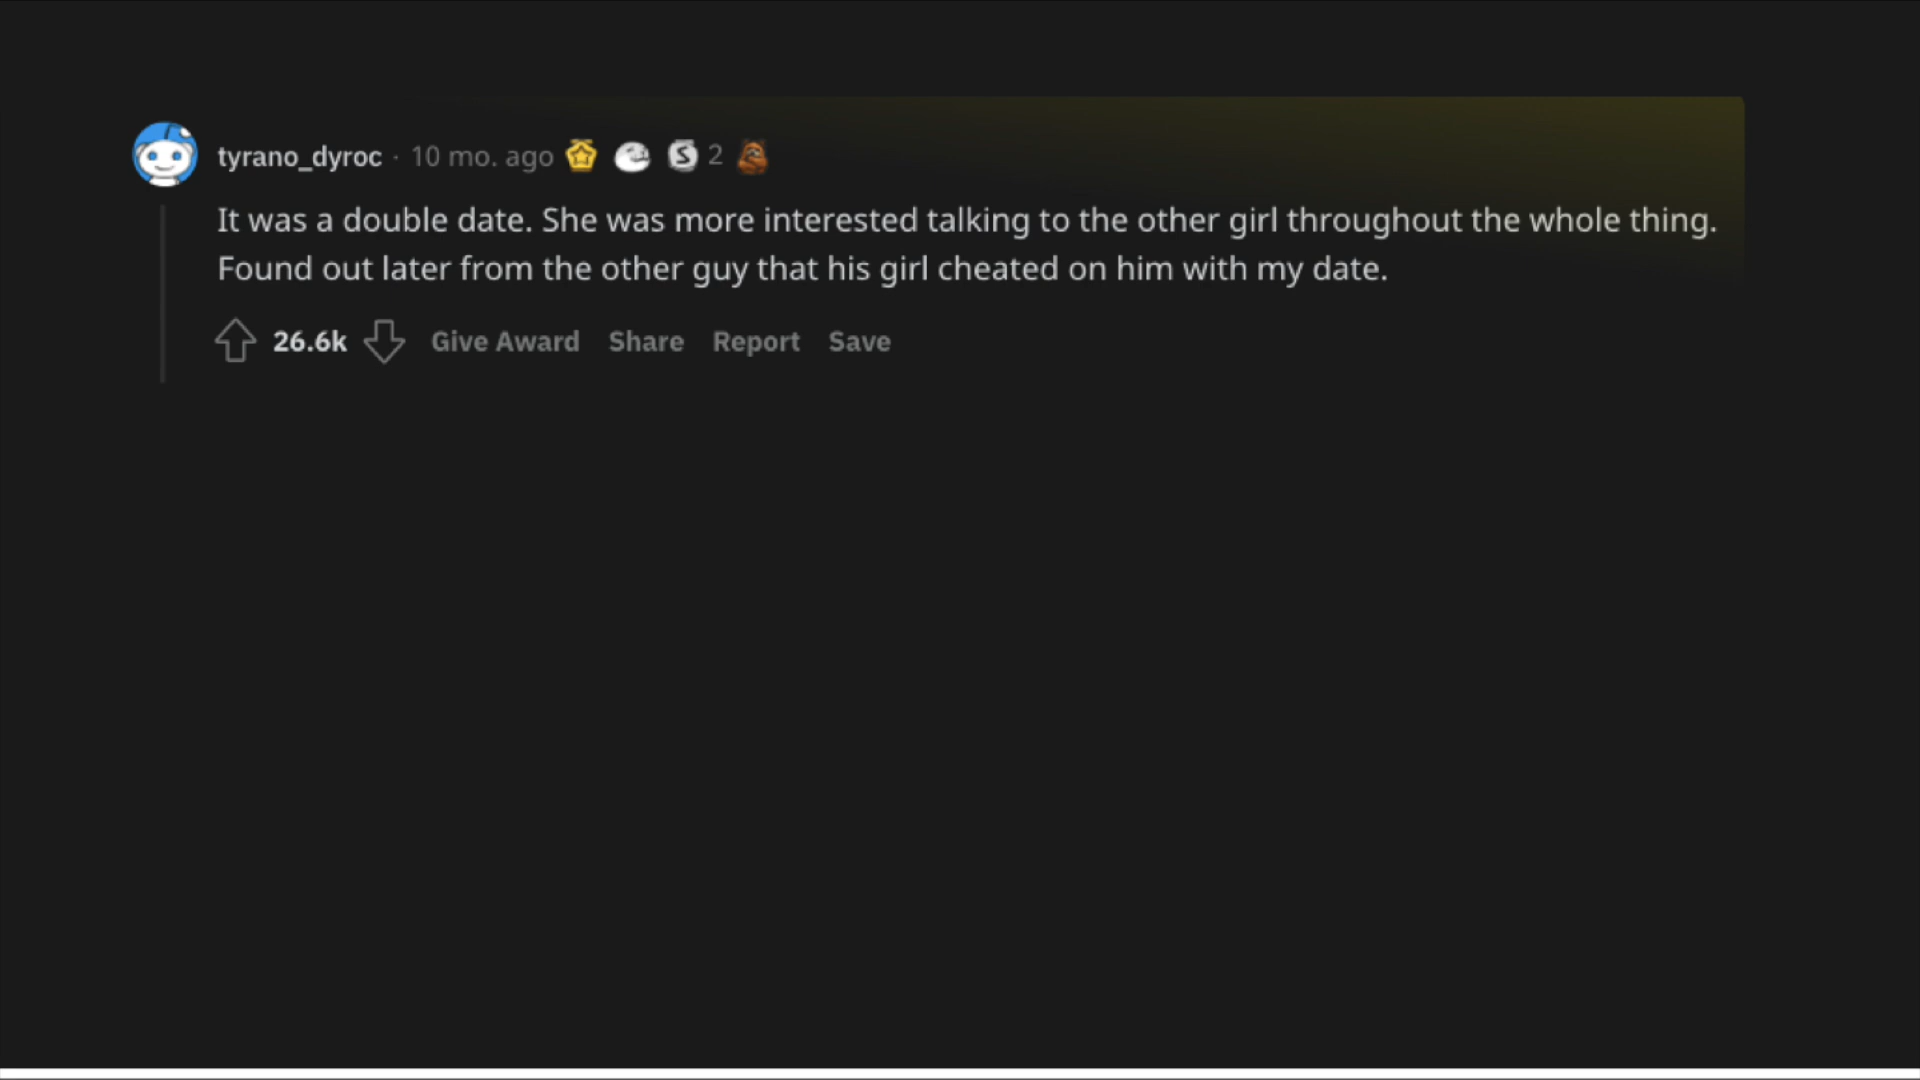 tyrano_dyroc · 10 mo. ago S 2
It was a double date. She was more interested talking to the other girl throughout the whole thing.
Found out later from the other guy that his girl cheated on him with my date.
26.6k Give Award Share Report Save